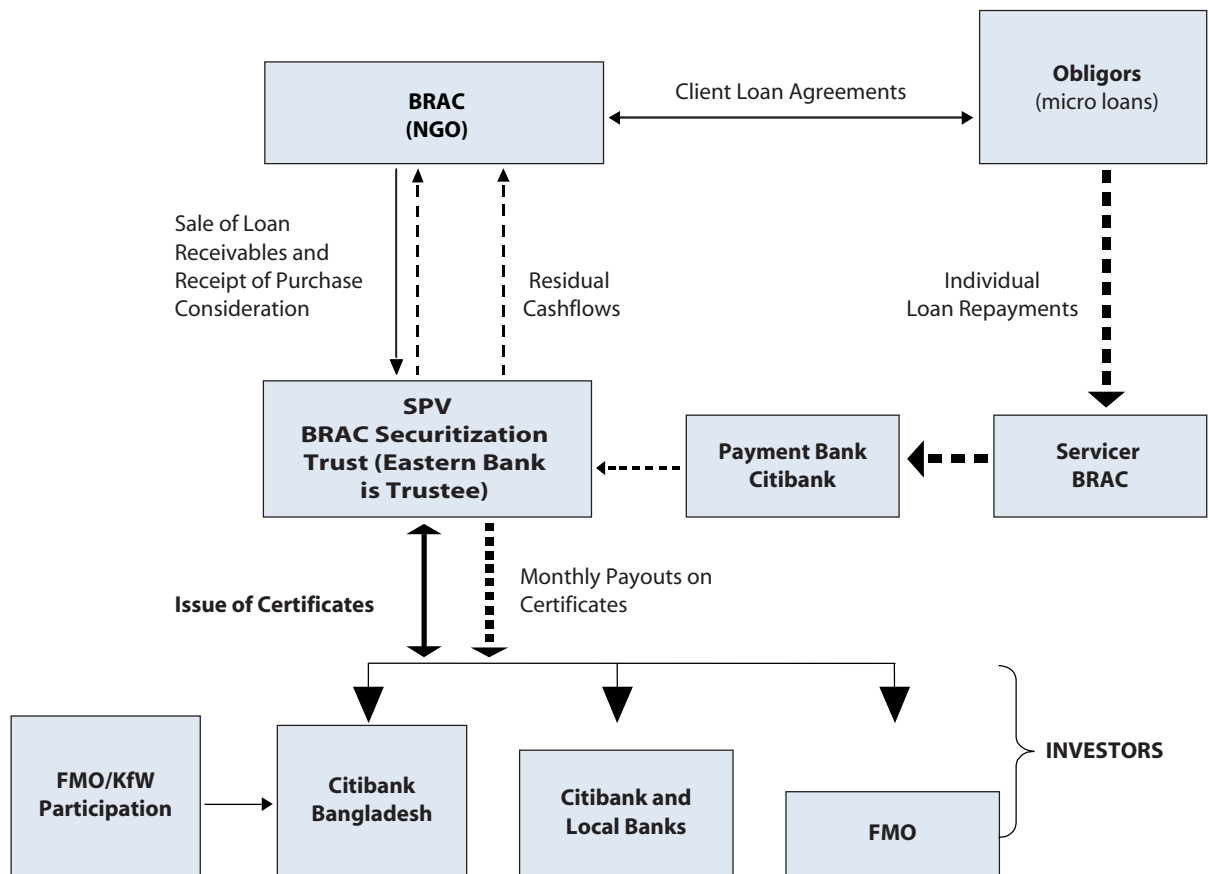 BRAC
(NGO)
Client Loan Agreements
Obligors
(micro loans)
Sale of Loan
Receivables and
Receipt of Purchase
Consideration
Residual
Cashflows
Individual
Loan Repayments
SPV
BRAC Securitization
Trust (Eastern Bank
is Trustee)
Payment Bank
Citibank
Servicer
BRAC
Issue of Certificates
Monthly Payouts on
Certificates
FMO/KfW
Participation
Citibank
Bangladesh
Citibank and
Local Banks
FMO
INVESTORS